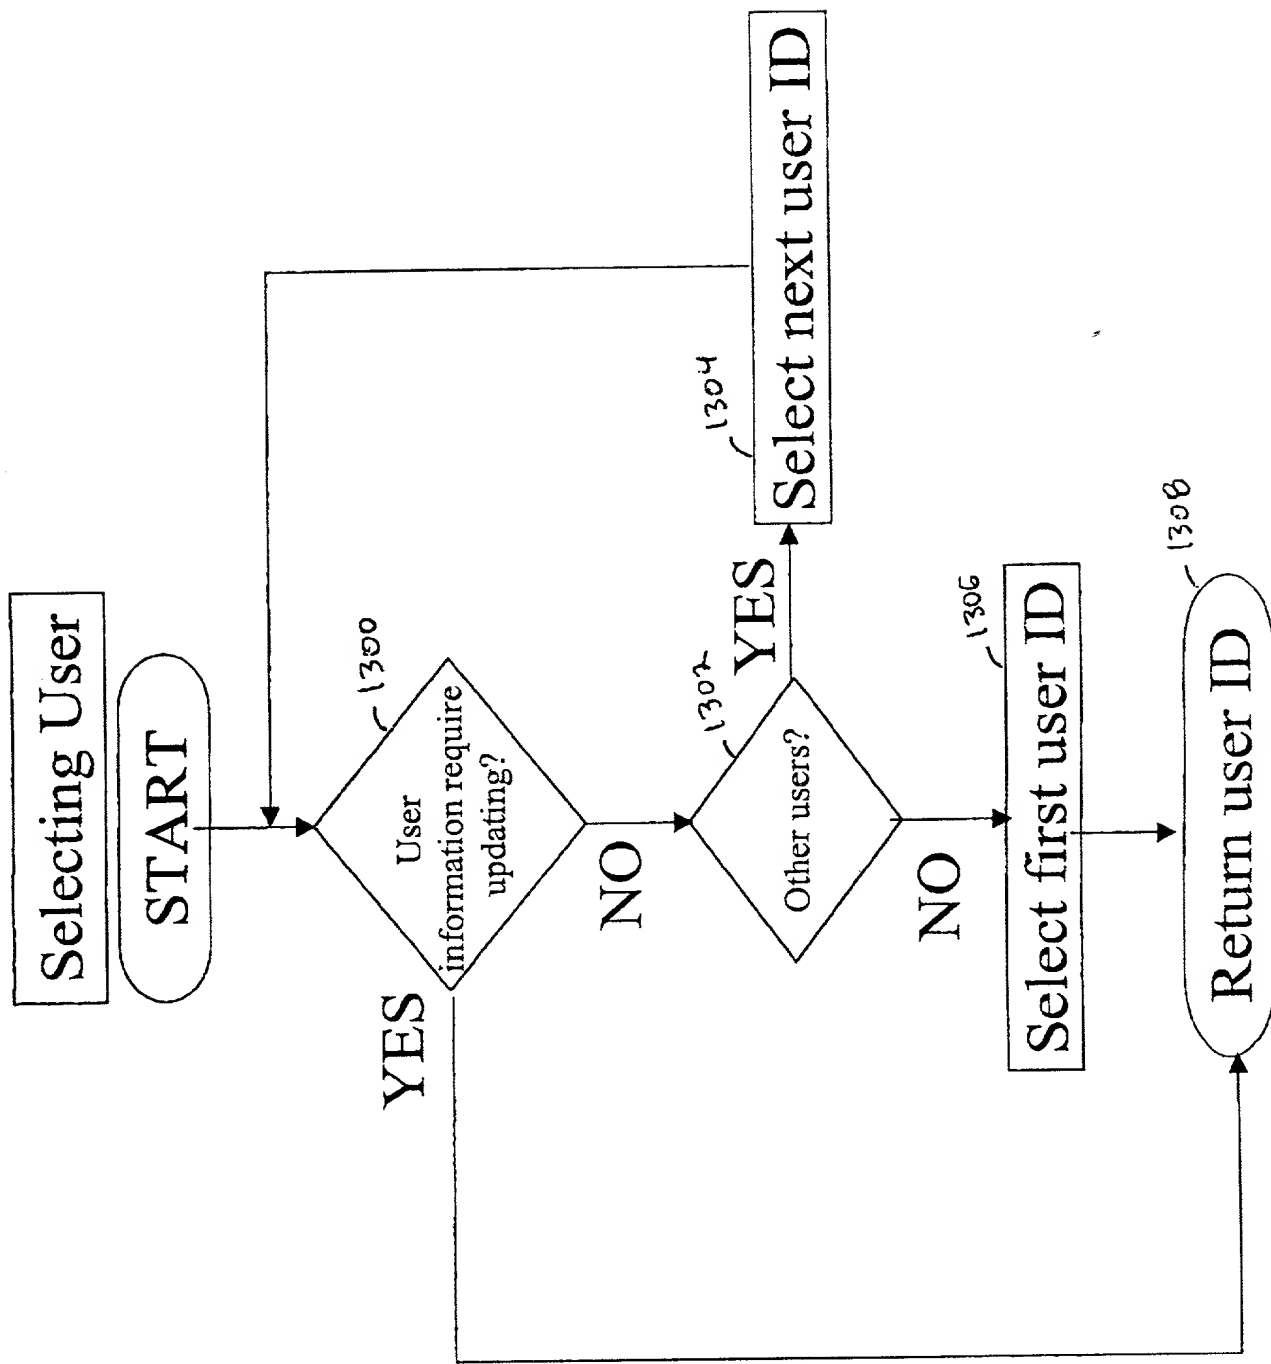 Selecting User
START
1300
User
information require
updating?
YES
NO
1302
Other users?
YES
1304
Select next user ID
NO
1306
Select first user ID
1308
Return user ID